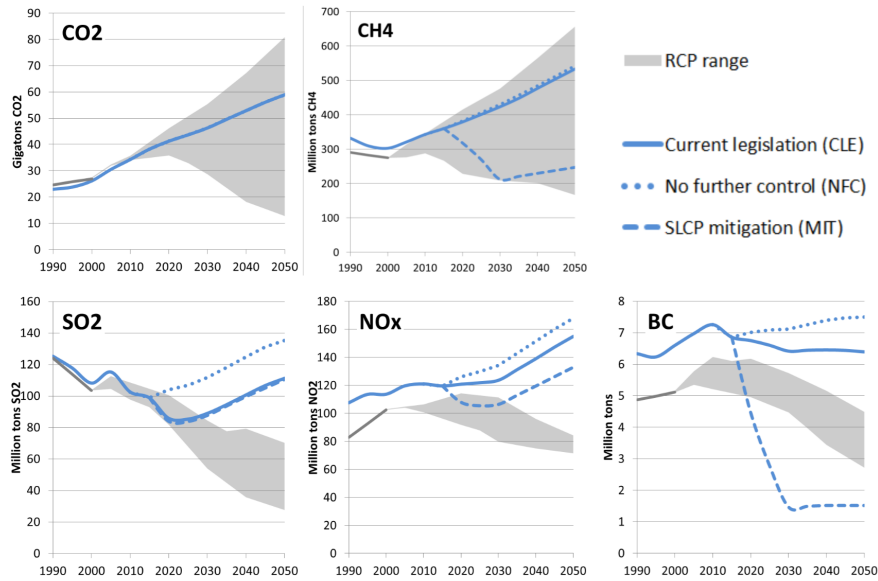 CO2
Gigatons CO2
90
80
70
60
50
40
30
20
10
0
1990 2000 2010 2020 2030 2040 2050
CH4
Million tons CH4
700
600
500
400
300
200
100
0
1990 2000 2010 2020 2030 2040 2050
RCP range
Current legislation (CLE)
No further control (NFC)
SLCP mitigation (MIT)
SO2
Million tons SO2
160
140
120
100
80
60
40
20
0
1990 2000 2010 2020 2030 2040 2050
NOx
Million tons NO2
180
160
140
120
100
80
60
40
20
0
1990 2000 2010 2020 2030 2040 2050
BC
Million tons
8
7
6
5
4
3
2
1
0
1990 2000 2010 2020 2030 2040 2050